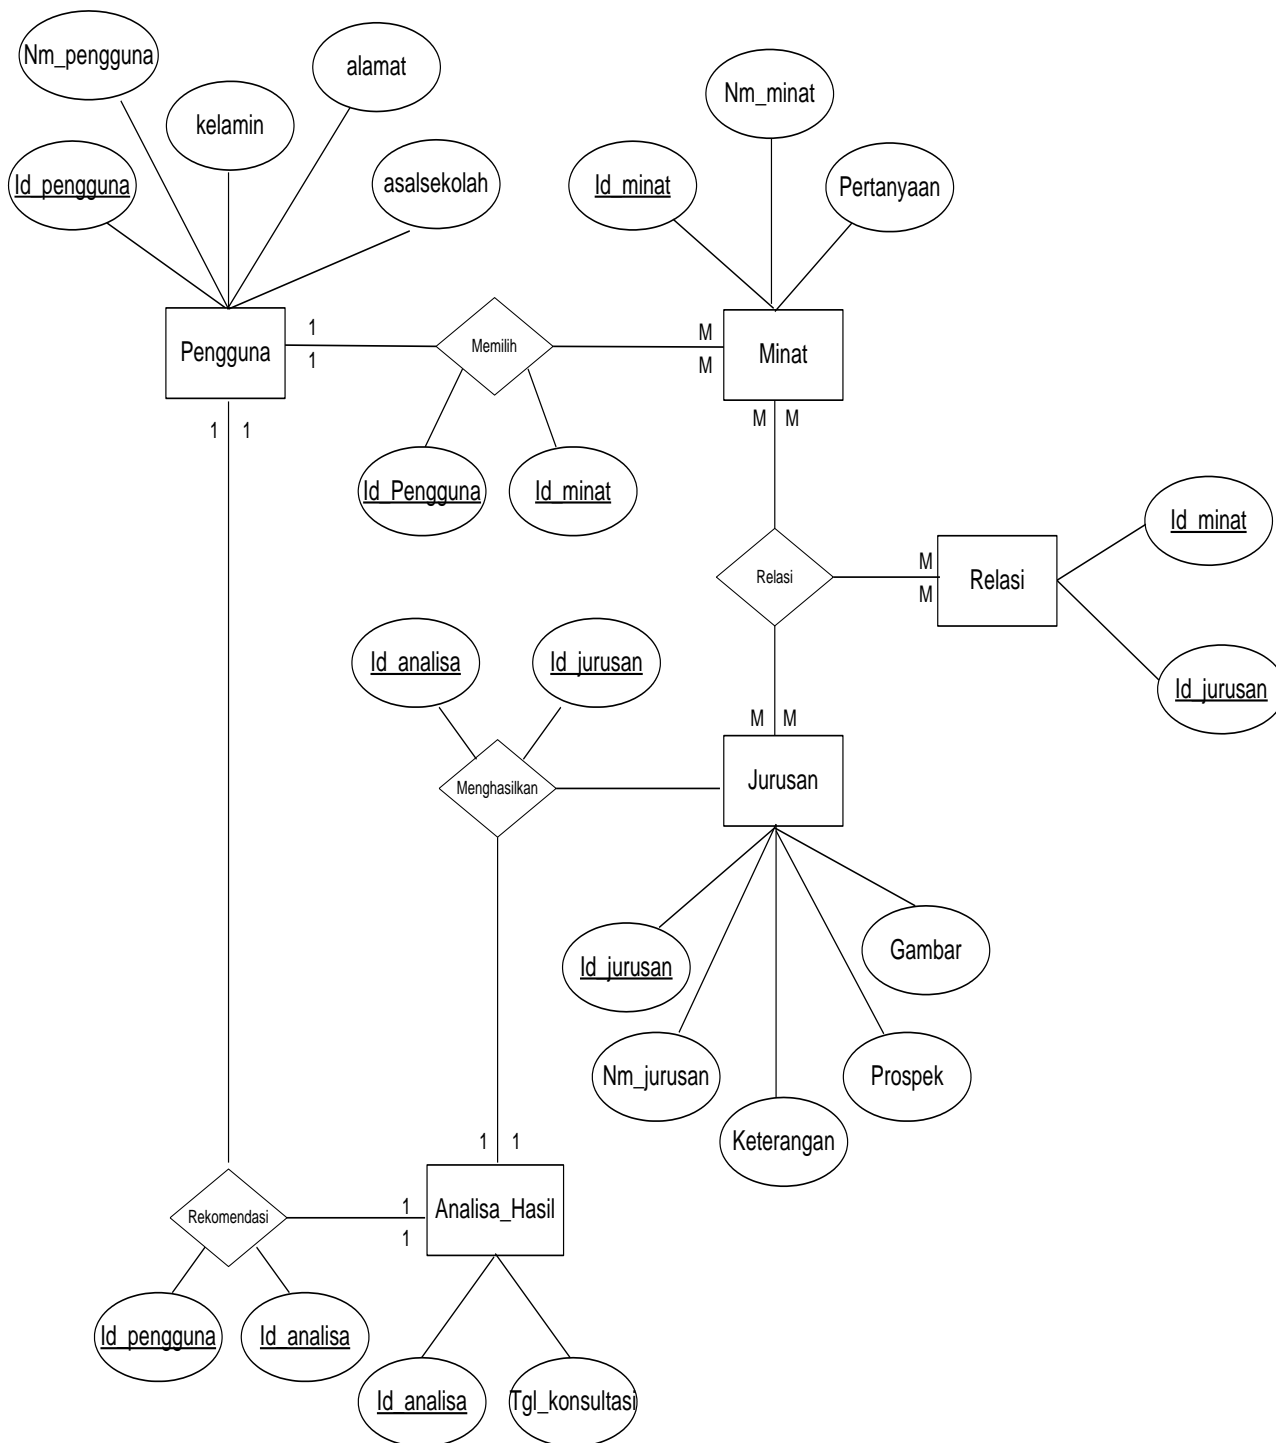 Nm_pengguna
alamat
kelamin
Id_pengguna
asalsekolah
Nm_minat
Id_minat
Pertanyaan
Pengguna
1
1
Memilih
M
M
Minat
1 1
M M
Id_Pengguna
Id_minat
Id_minat
Relasi
M
M
Relasi
Id_jurusan
Id_analisa
Id_jurusan
M M
Menghasilkan
Jurusan
Id_jurusan
Gambar
Nm_jurusan
Prospek
Keterangan
1 1
Rekomendasi
1
1
Analisa_Hasil
Id_pengguna
Id_analisa
Id_analisa
Tgl_konsultasi